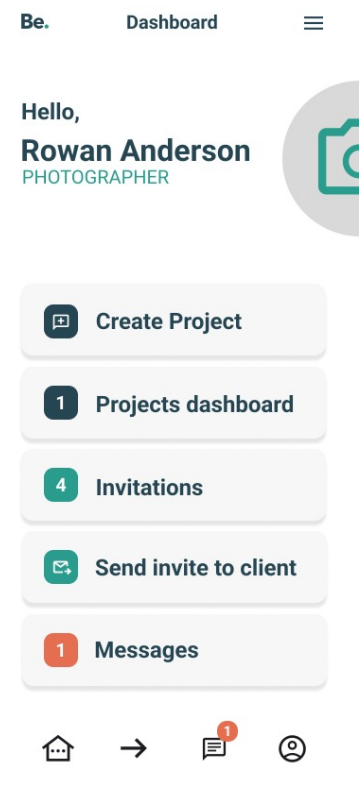 Be.
Dashboard
Hello,
Rowan Anderson
PHOTOGRAPHER
Create Project
1
Projects dashboard
4
Invitations
Send invite to client
1
Messages
1